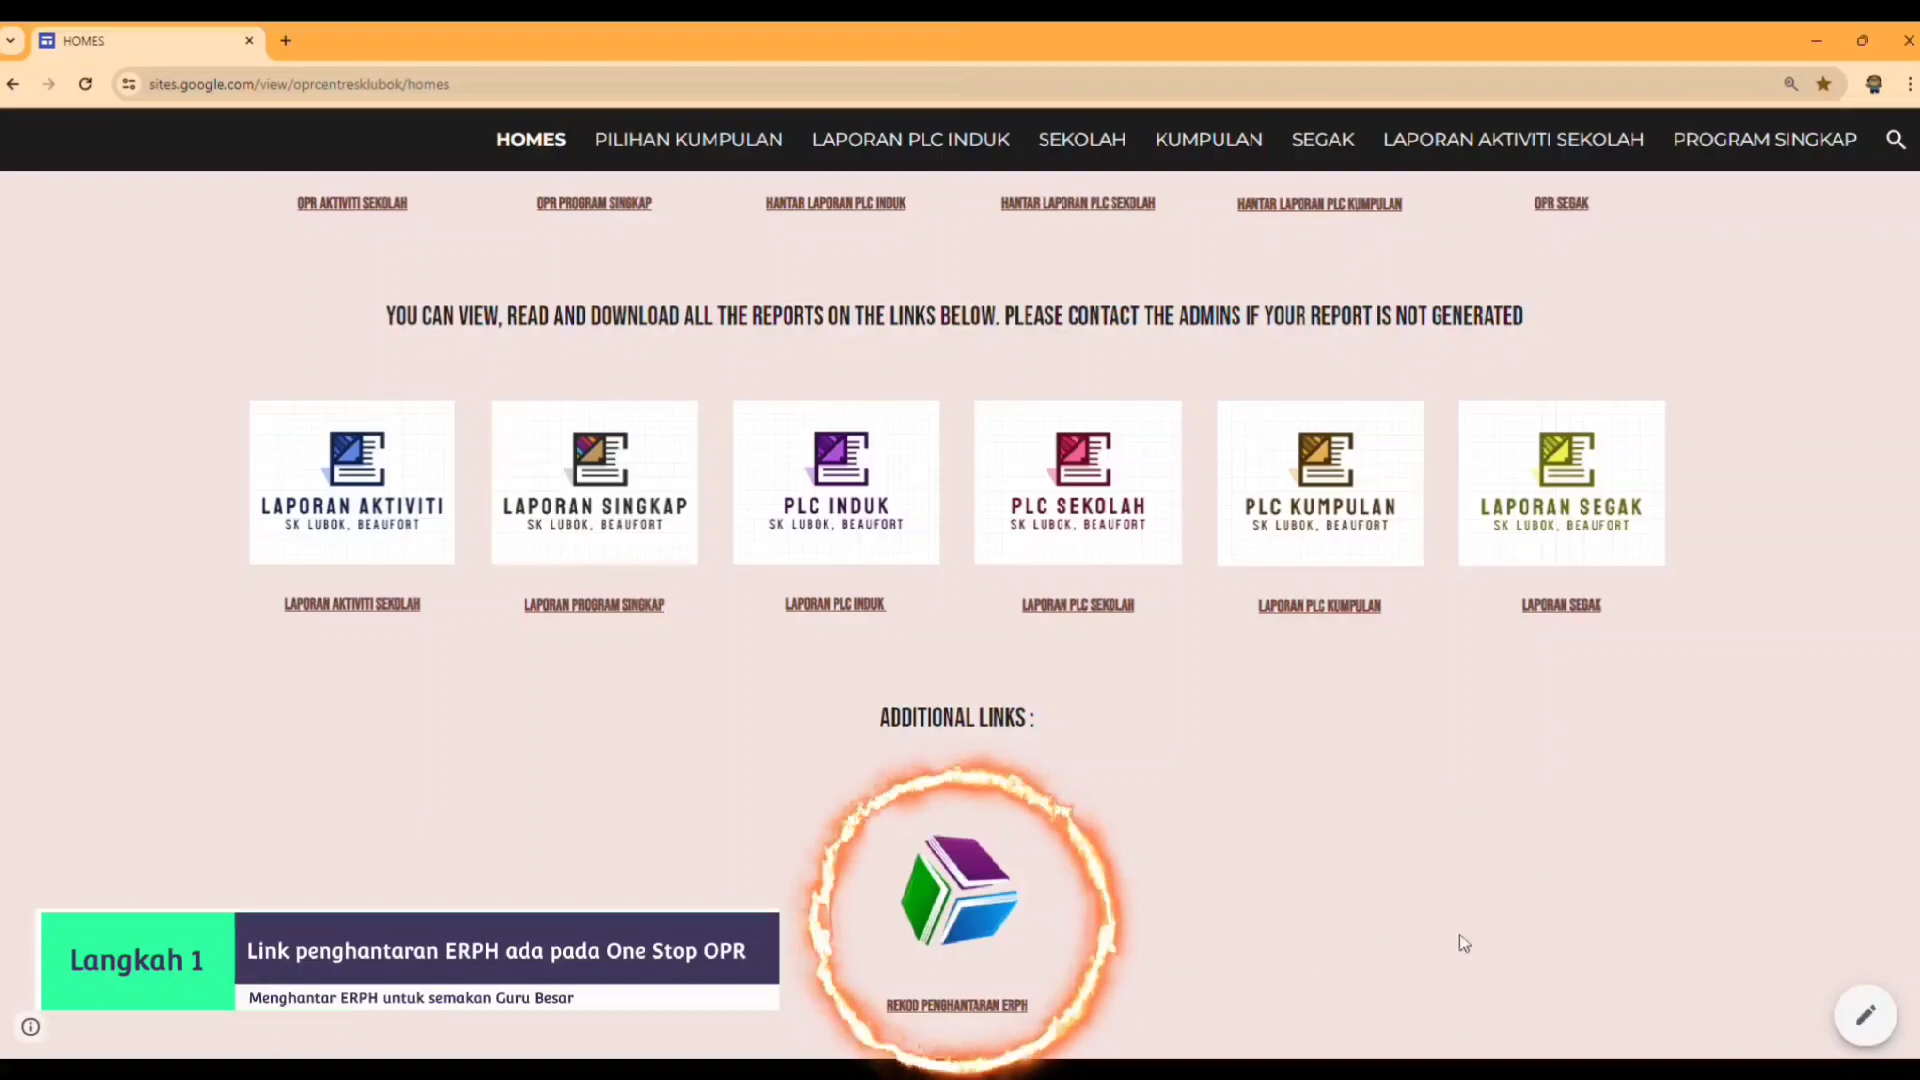 HOMES
sites.google.com/view/oprcentresklubok/homes
HOMES PILIHAN KUMPULAN LAPORAN PLC INDUK SEKOLAH KUMPULAN SEGAK LAPORAN AKTIVITI SEKOLAH PROGRAM SINGKAP
OPR AKTIVITI SEKOLAH OPR PROGRAM SINGKAP HANTAR LAPORAN PLC INDUK HANTAR LAPORAN PLC SEKOLAH HANTAR LAPORAN PLC KUMPULAN OPR SEGAK
YOU CAN VIEW, READ AND DOWNLOAD ALL THE REPORTS ON THE LINKS BELOW. PLEASE CONTACT THE ADMINS IF YOUR REPORT IS NOT GENERATED
LAPORAN AKTIVITI LAPORAN SINGKAP PLC INDUK PLC SEKOLAH PLC KUMPULAN LAPORAN SEGAK
SK LUBOK, BEAUFORT SK LUBOK, BEAUFORT SK LUBOK, BEAUFORT SK LUBOK, BEAUFORT SK LUBOK, BEAUFORT SK LUBOK, BEAUFORT
LAPORAN AKTIVITI SEKOLAH LAPORAN PROGRAM SINGKAP LAPORAN PLC INDUK LAPORAN PLC SEKOLAH LAPORAN PLC KUMPULAN LAPORAN SEGAK
ADDITIONAL LINKS :
Langkah 1
Link penghantaran ERPH ada pada One Stop OPR
Menghantar ERPH untuk semakan Guru Besar
REKOD PENGHANTARAN ERPH